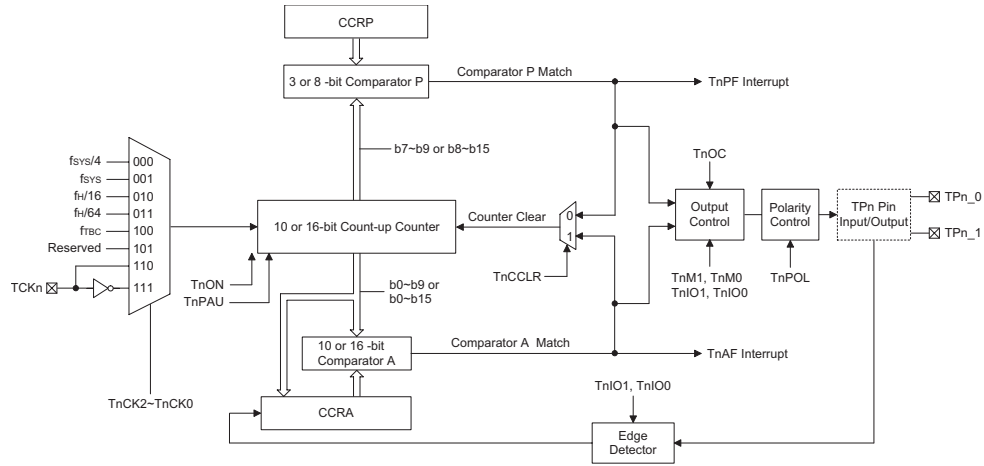 CCRP
3 or 8 -bit Comparator P
Comparator P Match
TnPF Interrupt
b7~b9 or b8~b15
fSYS/4
000
fSYS
001
fH/16
010
fH/64
011
fTBC
100
Reserved
101
110
TCKn
111
TnCK2~TnCK0
10 or 16-bit Count-up Counter
TnON
TnPAU
Counter Clear
0
1
TnCCLR
b0~b9 or
b0~b15
10 or 16 -bit
Comparator A
Comparator A Match
TnAF Interrupt
CCRA
TnOC
Output
Control
TnM1, TnM0
TnIO1, TnIO0
Polarity
Control
TnPOL
TPn Pin
Input/Output
TPn_0
TPn_1
TnIO1, TnIO0
Edge
Detector